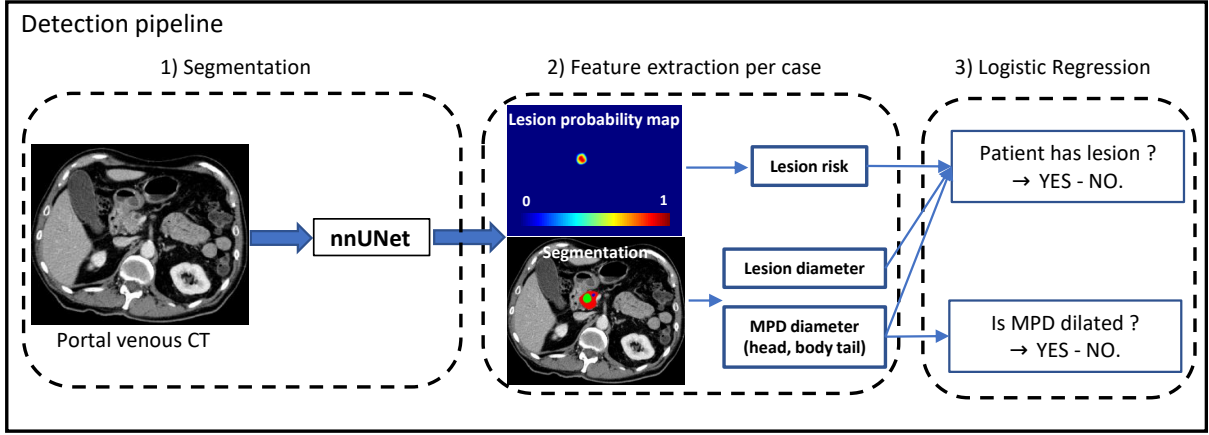 Detection pipeline
1) Segmentation
2) Feature extraction per case
3) Logistic Regression
Portal venous CT
nnUNet
Lesion probability map
0 1
Segmentation
Lesion risk
Lesion diameter
MPD diameter
(head, body tail)
Patient has lesion ?
→ YES - NO.
Is MPD dilated ?
→ YES - NO.